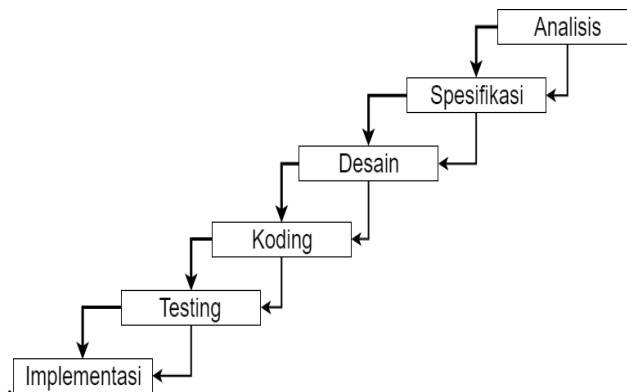 Analisis
Spesifikasi
Desain
Koding
Testing
Implementasi